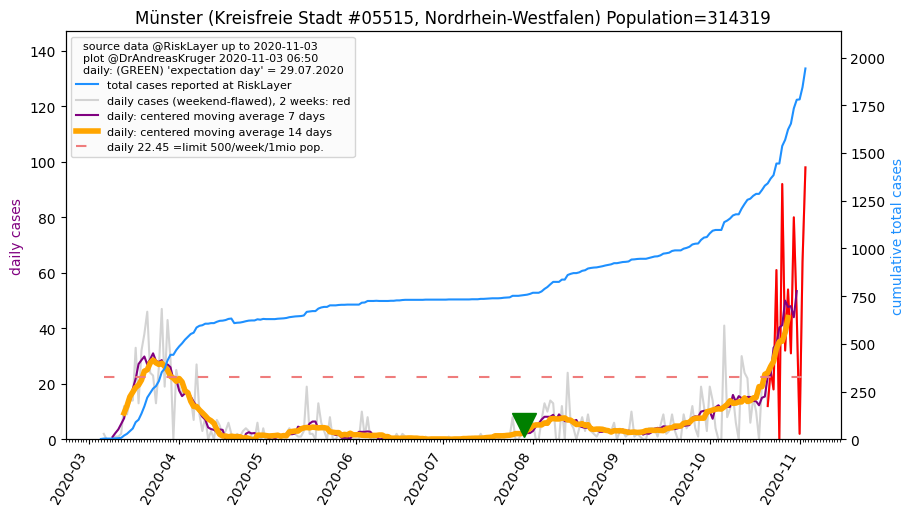 Münster (Kreisfreie Stadt #05515, Nordrhein-Westfalen) Population=314319
source data @RiskLayer up to 2020-11-03
plot @DrAndreasKruger 2020-11-03 06:50
daily: (GREEN) 'expectation day' = 29.07.2020
total cases reported at RiskLayer
daily cases (weekend-flawed), 2 weeks: red
daily: centered moving average 7 days
daily: centered moving average 14 days
daily 22.45 =limit 500/week/1mio pop.
daily cases
140
120
100
80
60
40
20
0
2000
1750
1500
1250
1000
750
500
250
0
cumulative total cases
2020-03
2020-04
2020-05
2020-06
2020-07
2020-08
2020-09
2020-10
2020-11